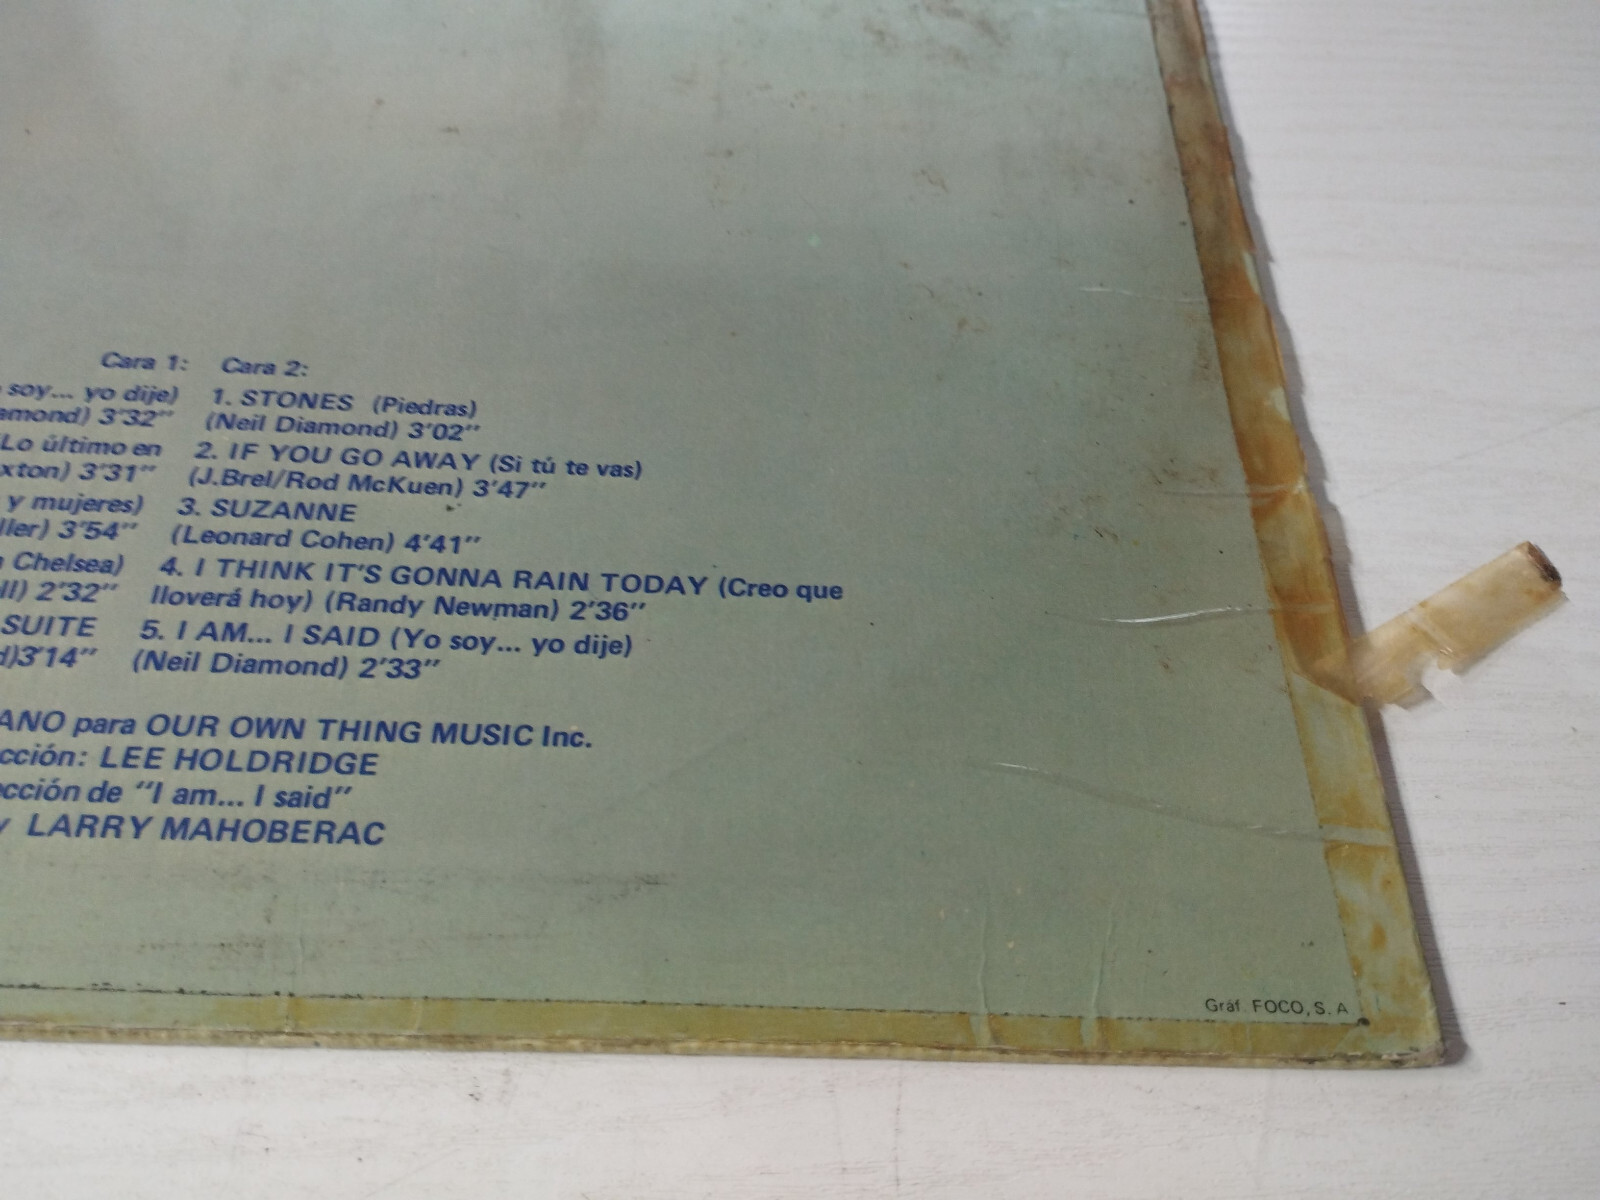 Cara 1: Cara 2:
soy... yo dije) 1. STONES (Piedras)
amond) 3'32" (Neil Diamond) 3'02"
Lo último en 2. IF YOU GO AWAY (Si tú te vas)
xton) 3'31" (J.Brel/Rod McKuen) 3'47"
y mujeres) 3. SUZANNE
ller) 3'54" (Leonard Cohen) 4'41"
Chelsea) 4. I THINK IT'S GONNA RAIN TODAY (Creo que
ll) 2'32" lloverá hoy) (Randy Newman) 2'36"
SUITE 5. I AM... I SAID (Yo soy... yo dije)
d)3'14" (Neil Diamond) 2'33"
ANO para OUR OWN THING MUSIC Inc.
cción: LEE HOLDRIDGE
cción de "I am... I said"
y LARRY MAHOBERAC
Gráf. FOCO, S. A